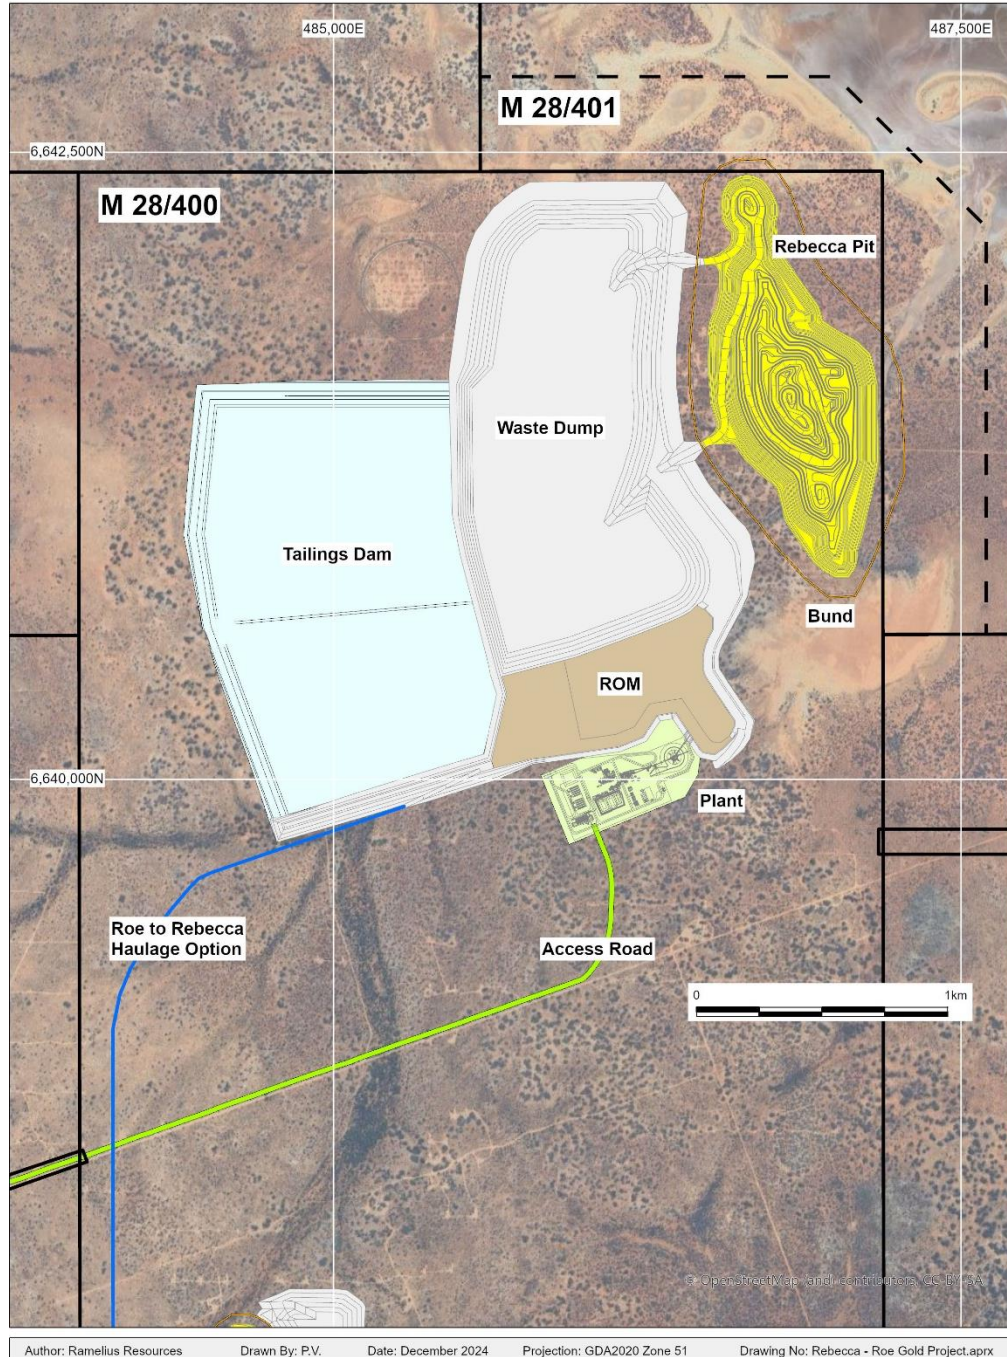 485,000E
487,500E
M 28/401
6,642,500N
M 28/400
Rebecca Pit
Waste Dump
Tailings Dam
Bund
ROM
6,640,000N
Plant
Roe to Rebecca
Haulage Option
Access Road
0 1km
© OpenStreetMap (and) contributors, CC-BY-SA
Author: Ramelius Resources Drawn By: P.V. Date: December 2024 Projection: GDA2020 Zone 51 Drawing No: Rebecca - Roe Gold Project.aprx